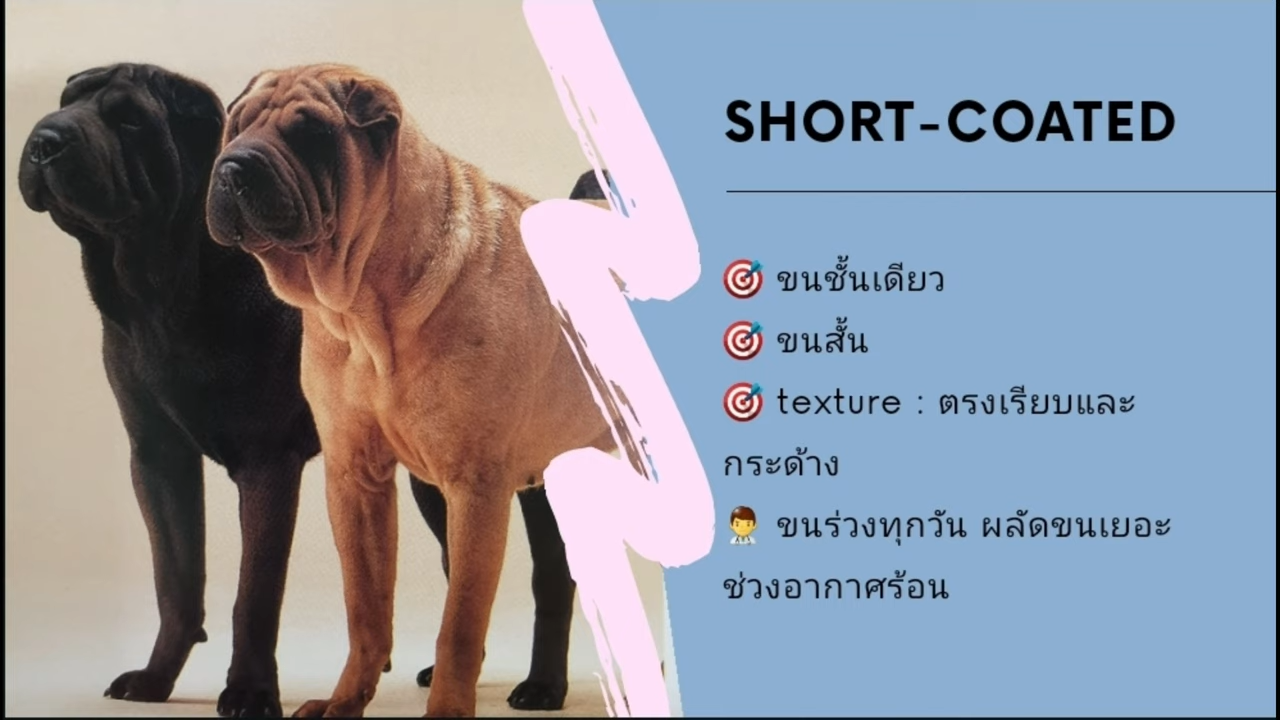 SHORT-COATED
🎯 ขนชั้นเดียว
🎯 ขนสั้น
🎯 texture : ตรงเรียบและ
กระด้าง
👨‍⚕️ ขนร่วงทุกวัน ผลัดขนเยอะ
ช่วงอากาศร้อน